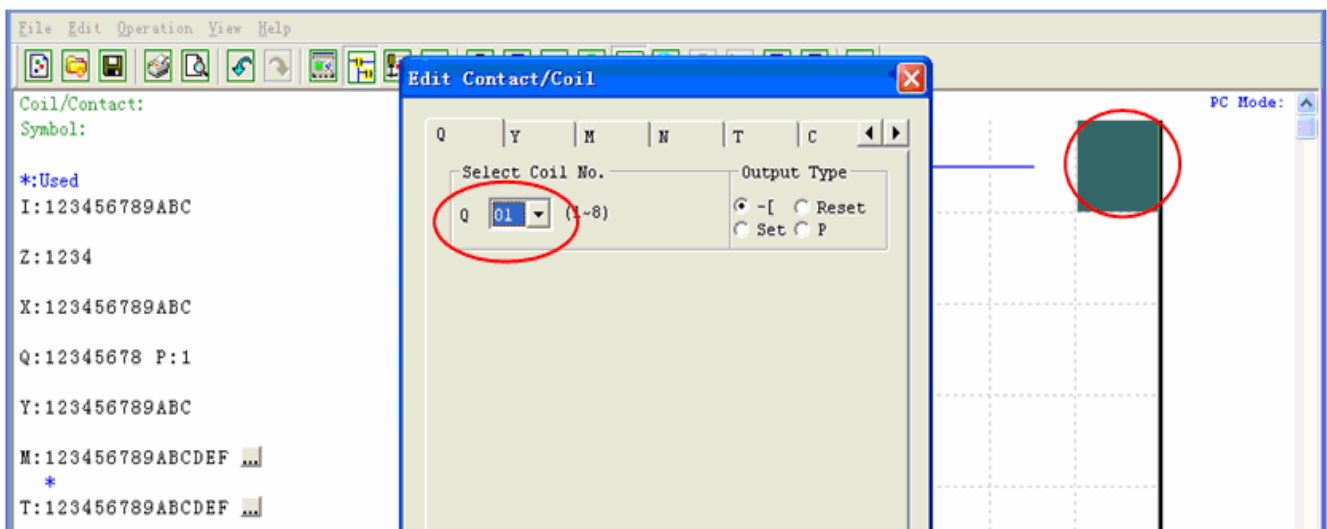 File Edit Operation View Help
Edit Contact/Coil
Coil/Contact:
Symbol:
PC Mode:
Q Y M N T C
Select Coil No.
Output Type
Q 01 (1~8)
-[ Reset
Set P
*:Used
I:123456789ABC
Z:1234
X:123456789ABC
Q:12345678 P:1
Y:123456789ABC
M:123456789ABCDEF ...
*
T:123456789ABCDEF ...